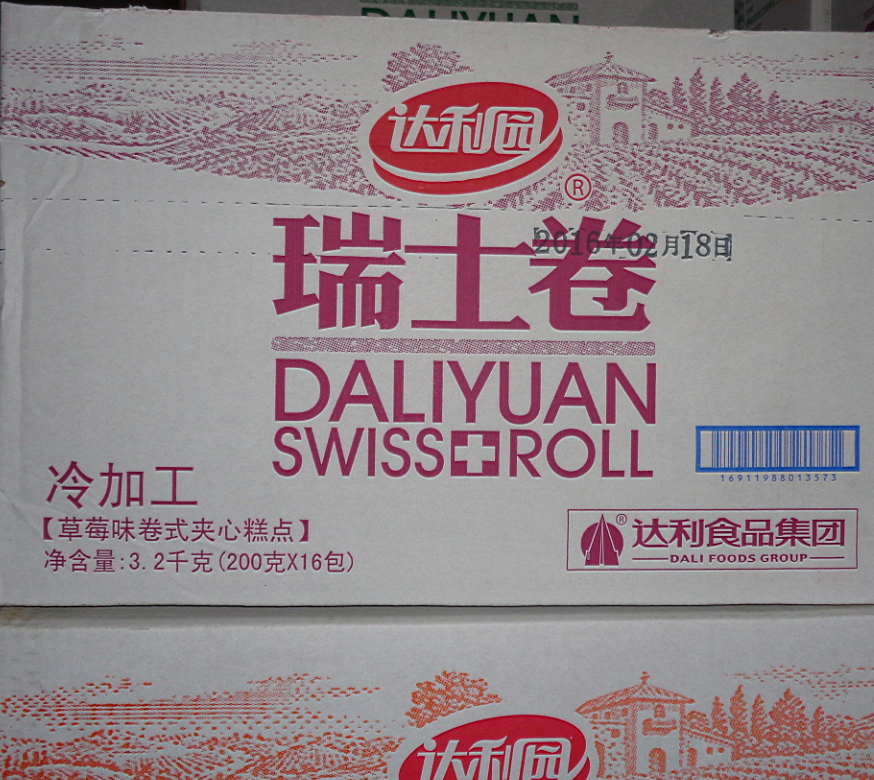 DALIYUAN
达利园
®
瑞士卷
2016年02月18日
DALIYUAN
SWISS ROLL
16911988013573
冷加工
【草莓味卷式夹心糕点】
净含量:3.2千克(200克X16包)
® 达利食品集团
DALI FOODS GROUP
达利园